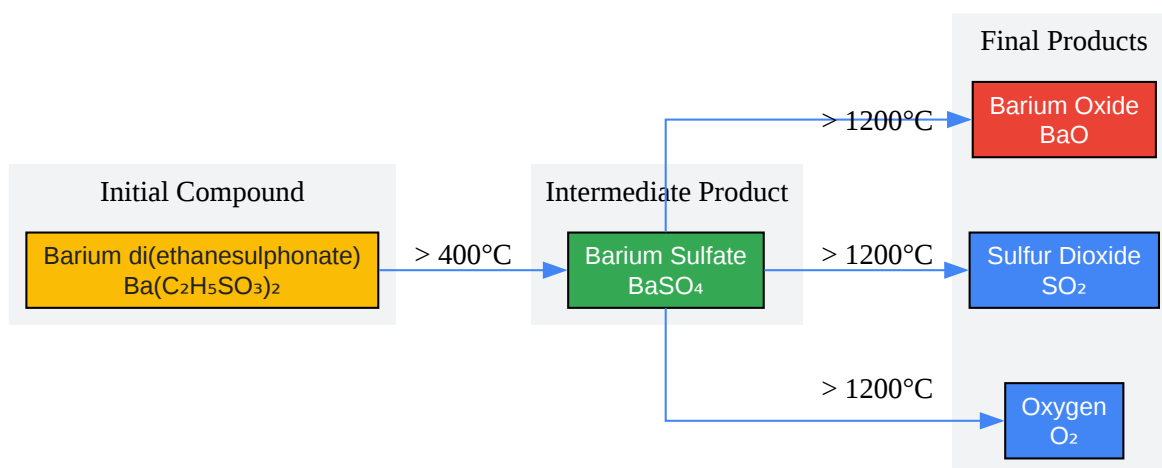 Initial Compound
Barium di(ethanesulphonate)
Ba(C₂H₅SO₃)₂
> 400°C
Intermediate Product
Barium Sulfate
BaSO₄
> 1200°C
> 1200°C
> 1200°C
Final Products
Barium Oxide
BaO
Sulfur Dioxide
SO₂
Oxygen
O₂